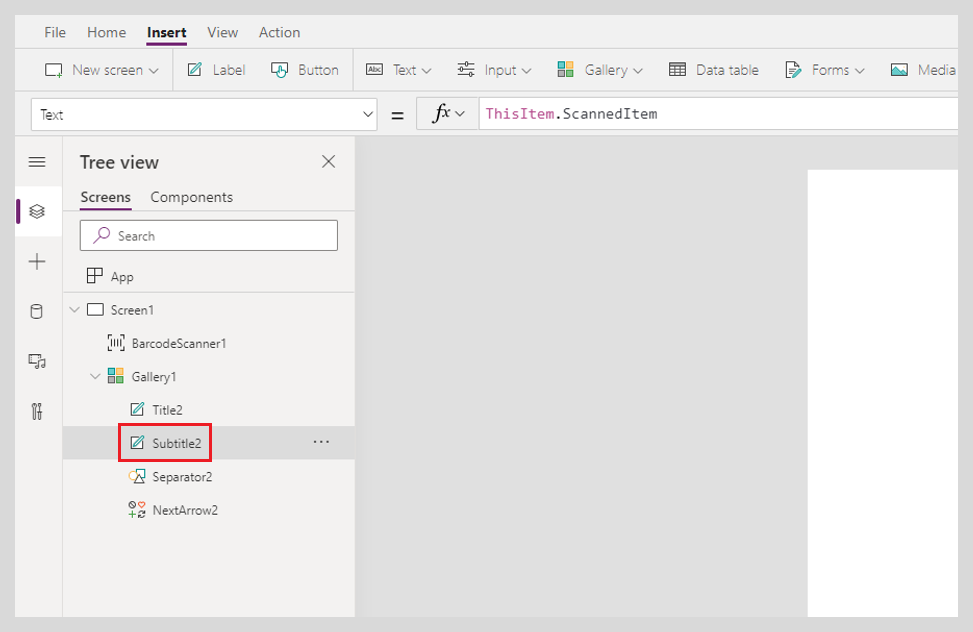 File Home Insert View Action
New screen Label Button Abc Text Input Gallery Data table Forms Media
Text = fx ThisItem.ScannedItem
Tree view
Screens Components
Search
App
Screen1
BarcodeScanner1
Gallery1
Title2
Subtitle2 ...
Separator2
NextArrow2